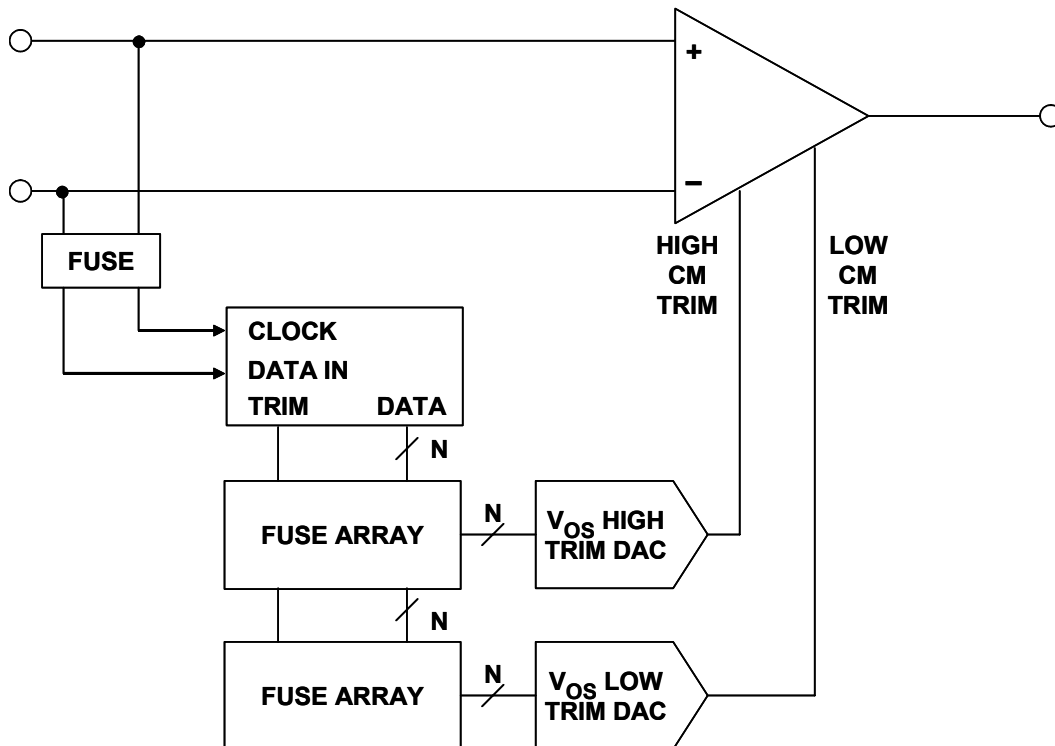 +
−
HIGH
CM
TRIM
LOW
CM
TRIM
FUSE
CLOCK
DATA IN
TRIM DATA
N
FUSE ARRAY
N
VOS HIGH
TRIM DAC
N
FUSE ARRAY
N
VOS LOW
TRIM DAC